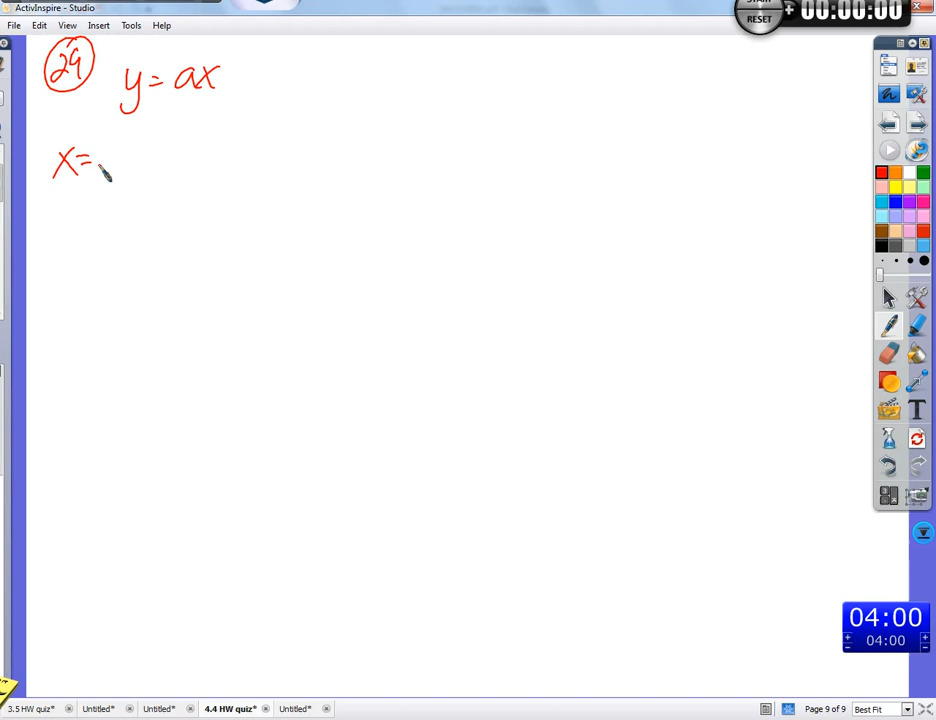 ActivInspire - Studio
START
RESET
00:00:00
File Edit View Insert Tools Help
29 y = ax
x =
T
04:00
04:00
3.5 HW quiz* Untitled* Untitled* 4.4 HW quiz* Untitled* Page 9 of 9 Best Fit